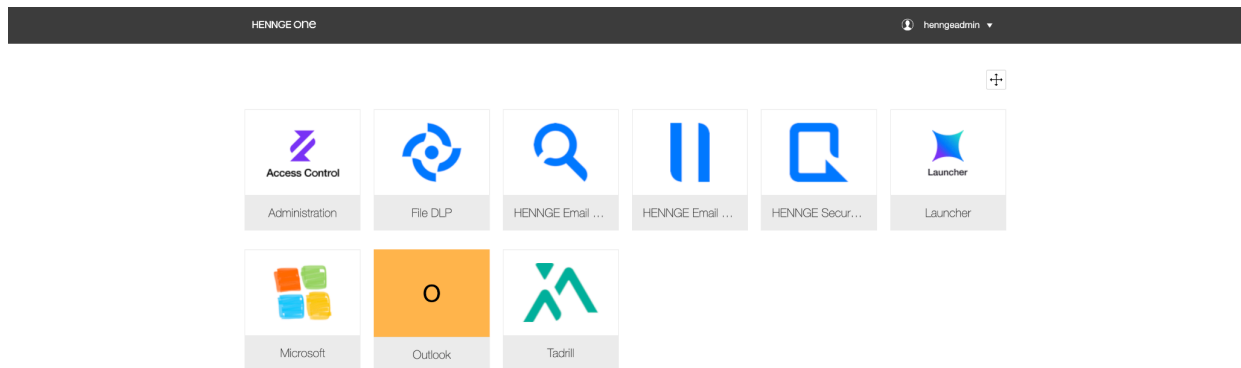 HENNGE one
henngeadmin
Access Control
Launcher
Administration
File DLP
HENNGE Email ...
HENNGE Email ...
HENNGE Secur...
Launcher
O
Microsoft
Outlook
Tadrill